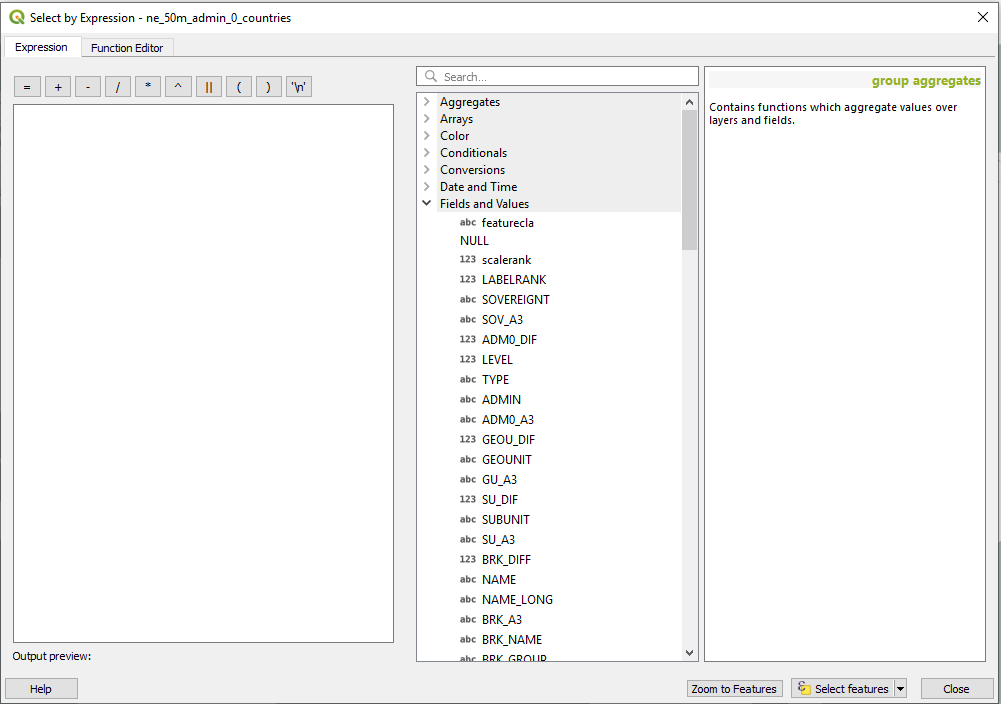 Select by Expression - ne_50m_admin_0_countries
Expression
Function Editor
= + - / * ^ || ( ) '\n'
Search...
Aggregates
Arrays
Color
Conditionals
Conversions
Date and Time
Fields and Values
abc featurecla
NULL
123 scalerank
123 LABELRANK
abc SOVEREIGNT
abc SOV_A3
123 ADM0_DIF
123 LEVEL
abc TYPE
abc ADMIN
abc ADM0_A3
123 GEOU_DIF
abc GEOUNIT
abc GU_A3
123 SU_DIF
abc SUBUNIT
abc SU_A3
123 BRK_DIFF
abc NAME
abc NAME_LONG
abc BRK_A3
abc BRK_NAME
abc BRK_GROUP
group aggregates
Contains functions which aggregate values over
layers and fields.
Output preview:
Help
Zoom to Features
Select features
Close